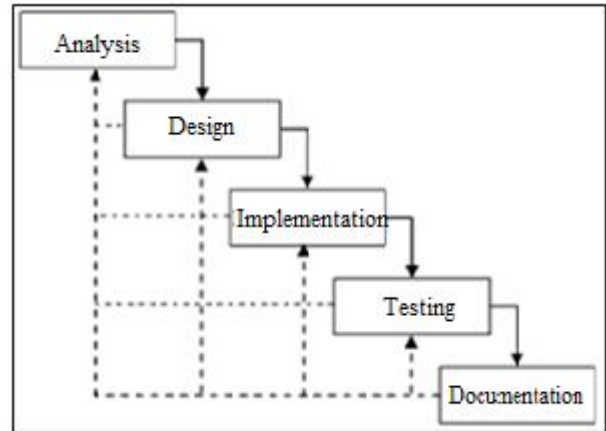 Analysis
Design
Implementation
Testing
Documentation